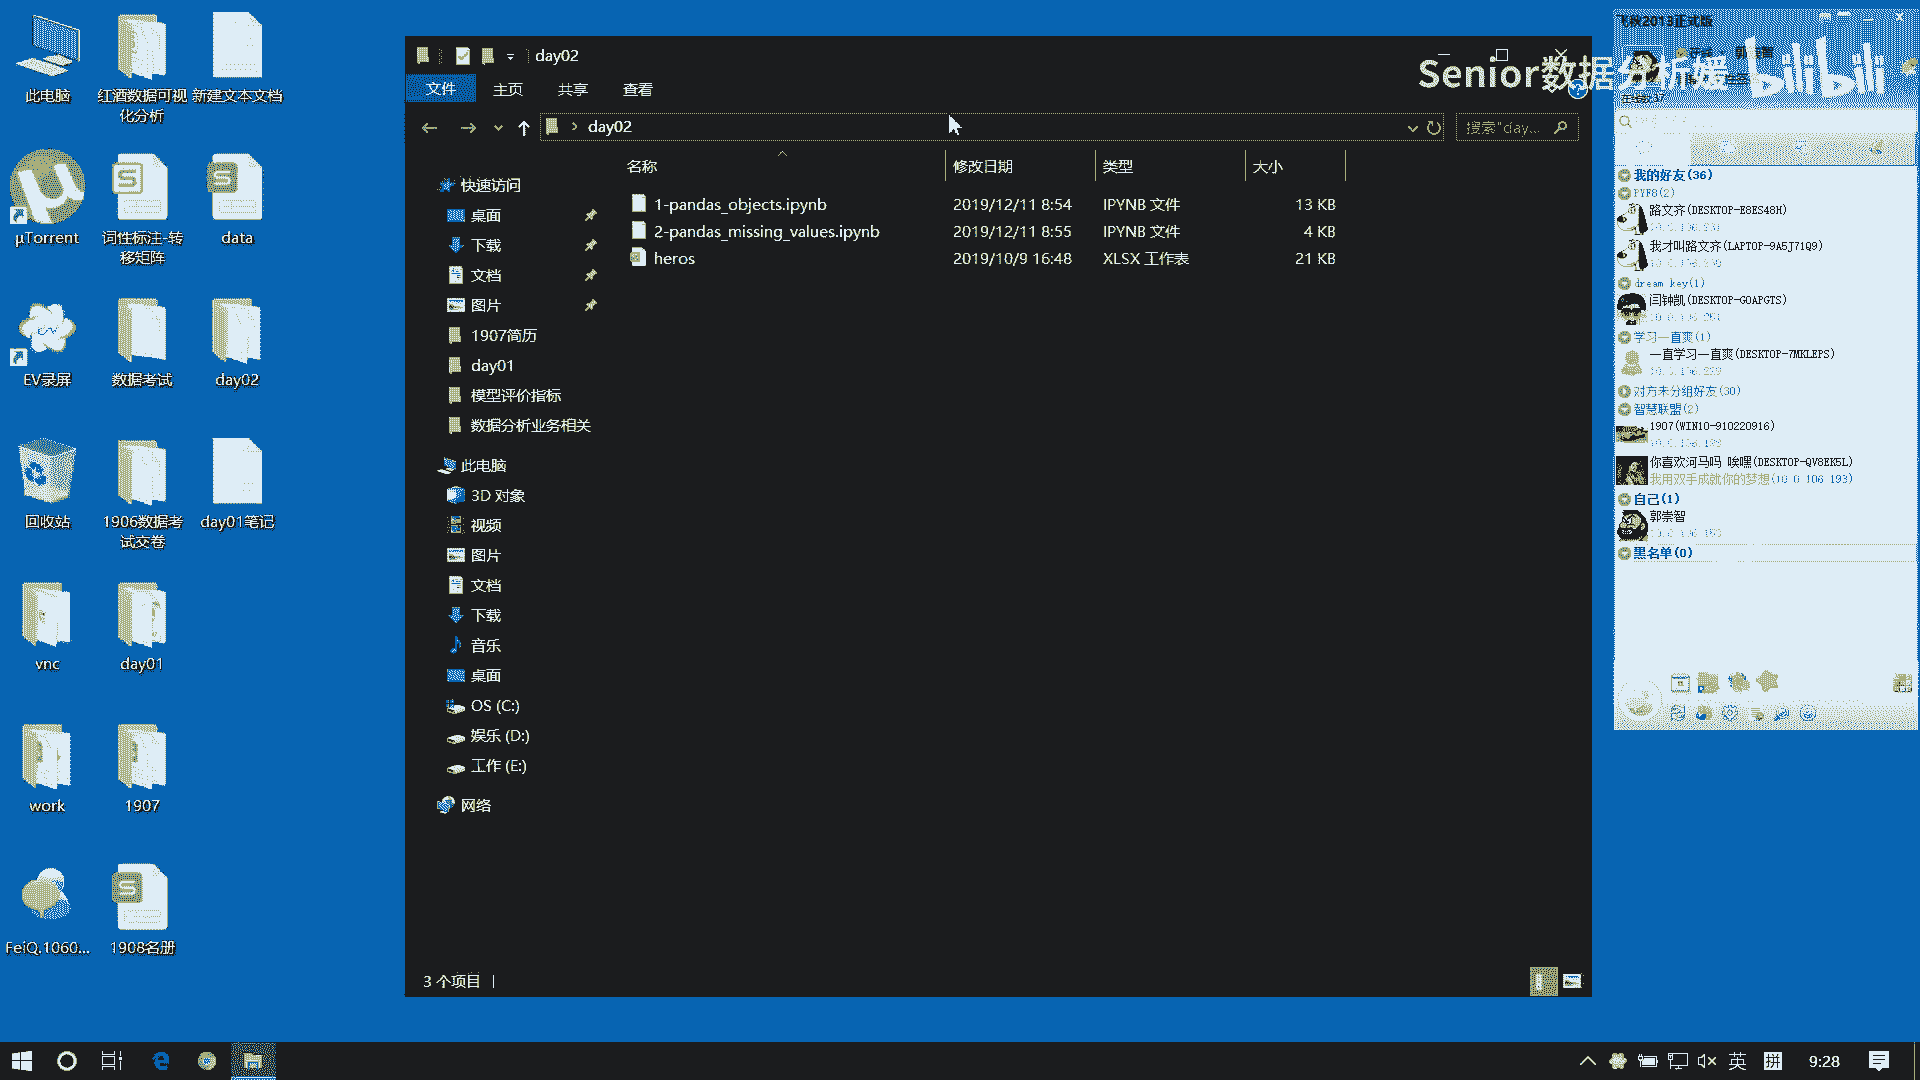 此电脑
红酒数据可视化分析
新建文本文档
μTorrent
词性标注-转移矩阵
data
EV录屏
数据考试
day02
回收站
1906数据考试交卷
day01笔记
vnc
day01
work
1907
FeiQ.1060...
1908名册
day02
文件 主页 共享 查看
day02
搜索"day...
名称 修改日期 类型 大小
1-pandas_objects.ipynb 2019/12/11 8:54 IPYNB 文件 13 KB
2-pandas_missing_values.ipynb 2019/12/11 8:55 IPYNB 文件 4 KB
heros 2019/10/9 16:48 XLSX 工作表 21 KB
快速访问
桌面
下载
文档
图片
1907简历
day01
模型评价指标
数据分析业务相关
此电脑
3D 对象
视频
图片
文档
下载
音乐
桌面
OS (C:)
娱乐 (D:)
工作 (E:)
网络
3 个项目
Senior数据分析媛 bilibili
我的好友(36)
PYF8(2)
路文齐(DESKTOP-E8ES48H)
我才叫路文齐(LAPTOP-9A5J71Q9)
dream key(1)
闫钟凯(DESKTOP-GOAPGTS)
学习一直爽(1)
一直学习一直爽(DESKTOP-7MKLEPS)
对方未分组好友(30)
智慧联盟(2)
1907(WIN10-910220916)
你喜欢河马吗 唉嘿(DESKTOP-QV8EK5L)
我用双手成就你的梦想(10.0.106.193)
自己(1)
郭崇智
黑名单(0)
英 拼 9:28